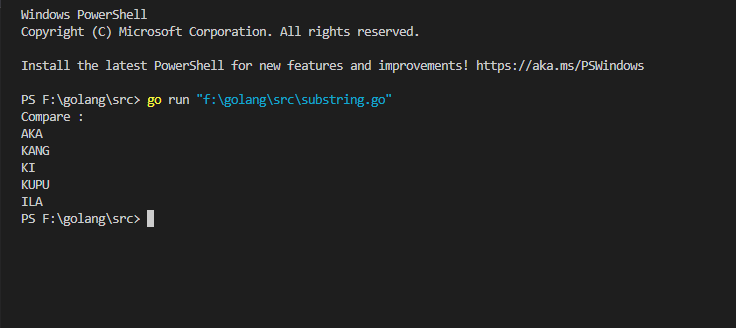 Windows PowerShell
Copyright (C) Microsoft Corporation. All rights reserved.
Install the latest PowerShell for new features and improvements! https://aka.ms/PSWindows
PS F:\golang\src> go run "f:\golang\src\substring.go"
Compare :
AKA
KANG
KI
KUPU
ILA
PS F:\golang\src>